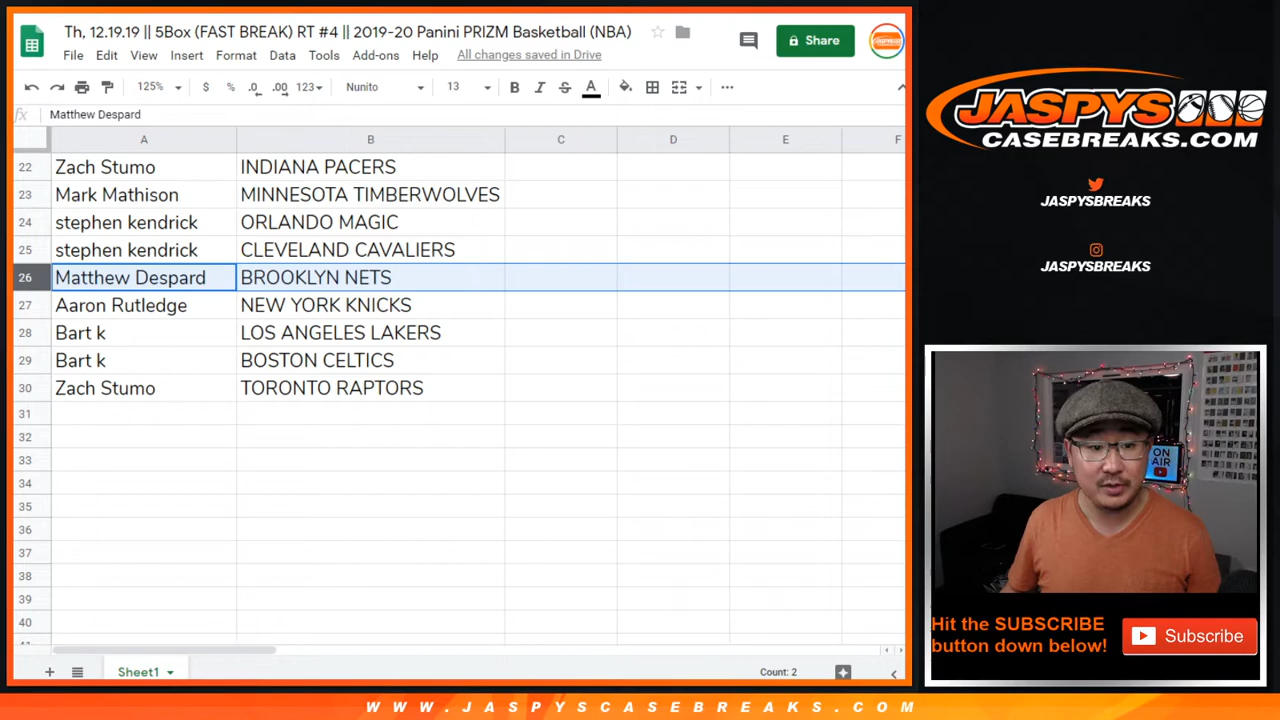 Th, 12.19.19 || 5Box (FAST BREAK) RT #4 || 2019-20 Panini PRIZM Basketball (NBA)
File Edit View Insert Format Data Tools Add-ons Help All changes saved in Drive
Share
125% $ % .0 .00 123 Nunito 13 B I S A
fx Matthew Despard
A B C D E F
22 Zach Stumo INDIANA PACERS
23 Mark Mathison MINNESOTA TIMBERWOLVES
24 stephen kendrick ORLANDO MAGIC
25 stephen kendrick CLEVELAND CAVALIERS
26 Matthew Despard BROOKLYN NETS
27 Aaron Rutledge NEW YORK KNICKS
28 Bart k LOS ANGELES LAKERS
29 Bart k BOSTON CELTICS
30 Zach Stumo TORONTO RAPTORS
31
32
33
34
35
36
37
38
39
40
Sheet1 Count: 2
JASPYS
CASEBREAKS.COM
JASPYSBREAKS
JASPYSBREAKS
ON
AIR
Hit the SUBSCRIBE
button down below!
Subscribe
WWW.JASPYSCASEBREAKS.COM